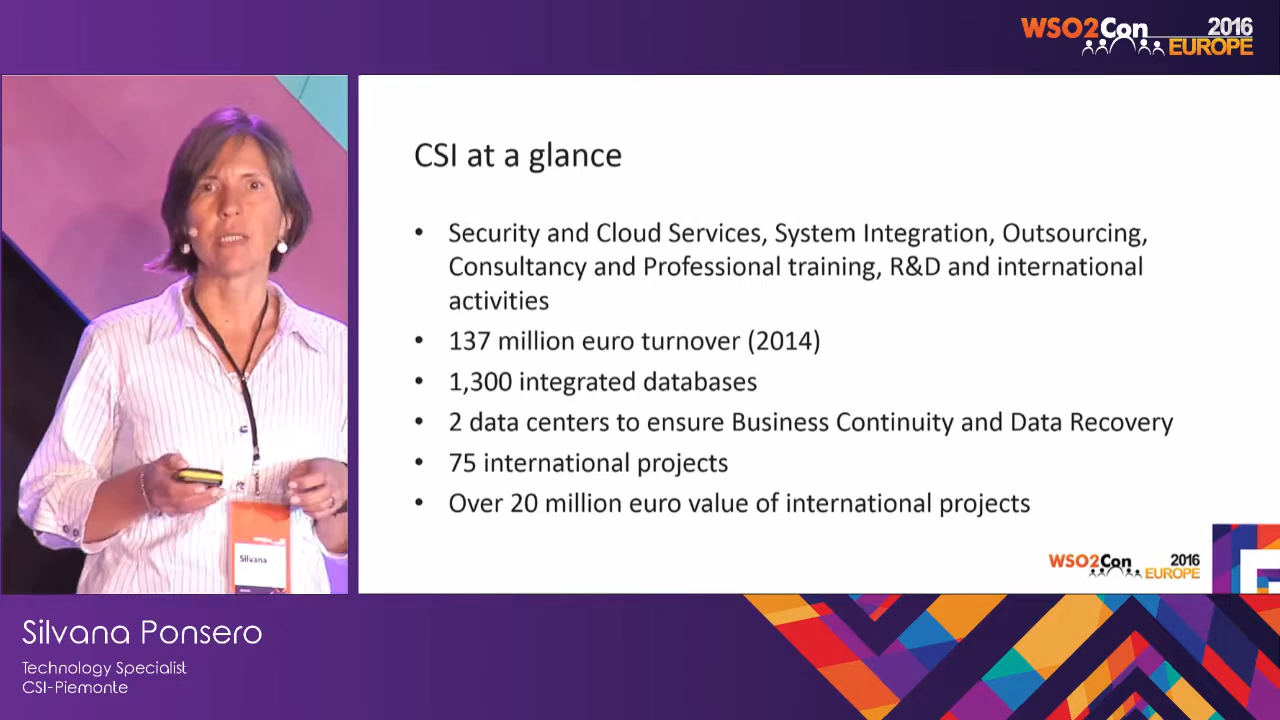 WSO2Con 2016
EUROPE
CSI at a glance
• Security and Cloud Services, System Integration, Outsourcing,
Consultancy and Professional training, R&D and international
activities
• 137 million euro turnover (2014)
• 1,300 integrated databases
• 2 data centers to ensure Business Continuity and Data Recovery
• 75 international projects
• Over 20 million euro value of international projects
WSO2Con 2016
EUROPE
Silvana
Silvana Ponsero
Technology Specialist
CSI-Piemonte